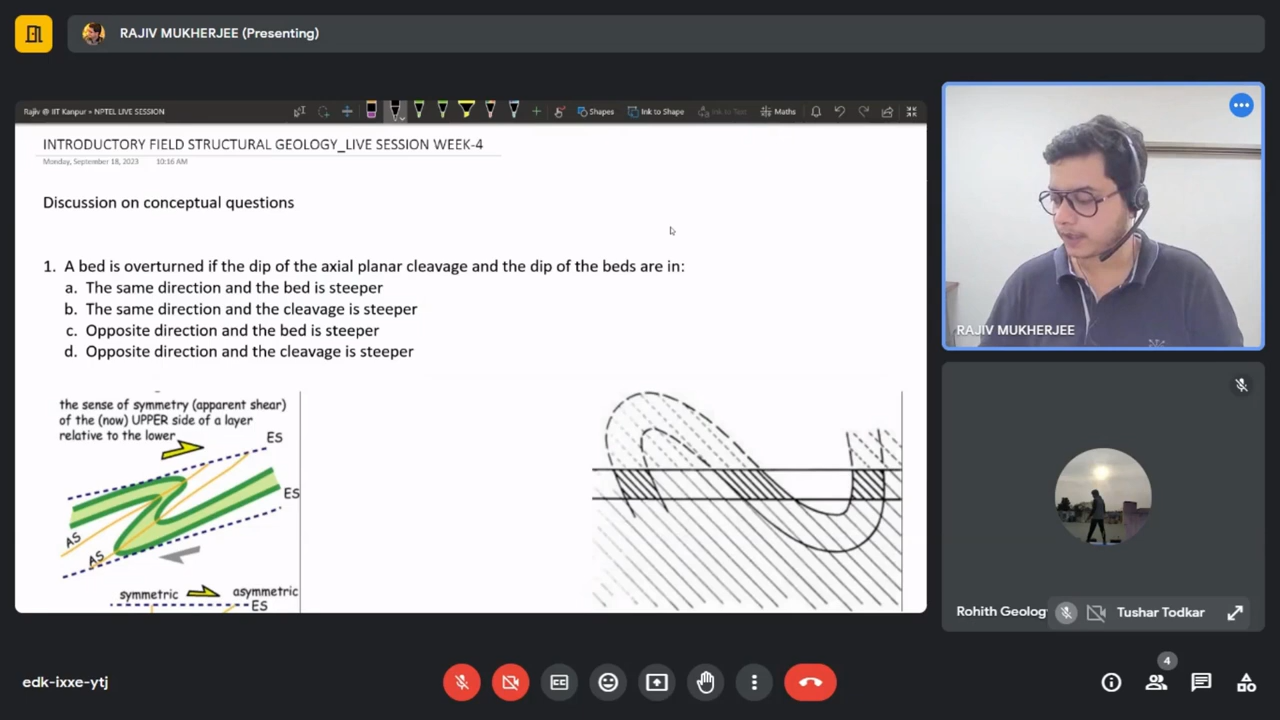 RAJIV MUKHERJEE (Presenting)
Rajiv @ IIT Kanpur » NPTEL LIVE SESSION
Shapes
Ink to Shape
Ink to Text
Maths
INTRODUCTORY FIELD STRUCTURAL GEOLOGY_LIVE SESSION WEEK-4
Monday, September 18, 2023 10:16 AM
Discussion on conceptual questions
1. A bed is overturned if the dip of the axial planar cleavage and the dip of the beds are in:
a. The same direction and the bed is steeper
b. The same direction and the cleavage is steeper
c. Opposite direction and the bed is steeper
d. Opposite direction and the cleavage is steeper
the sense of symmetry (apparent shear)
of the (now) UPPER side of a layer
relative to the lower
ES
ES
AS
AS
symmetric asymmetric
ES
RAJIV MUKHERJEE
Rohith Geolog
Tushar Todkar
edk-ixxe-ytj
4